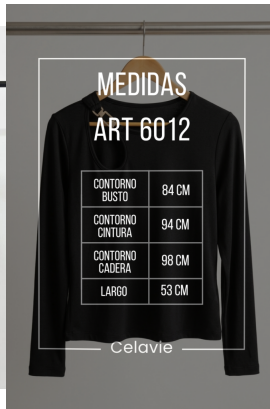 MEDIDAS
ART 6012
CONTORNO
BUSTO
84 CM
CONTORNO
CINTURA
94 CM
CONTORNO
CADERA
98 CM
LARGO
53 CM
Celavie